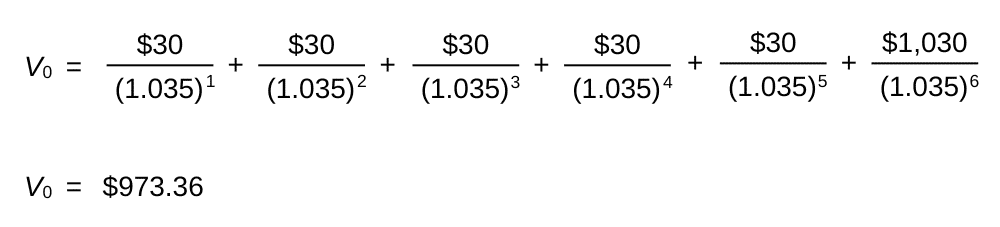 V₀ = $30/(1.035)¹ + $30/(1.035)² + $30/(1.035)³ + $30/(1.035)⁴ + $30/(1.035)⁵ + $1,030/(1.035)⁶
V₀ = $973.36